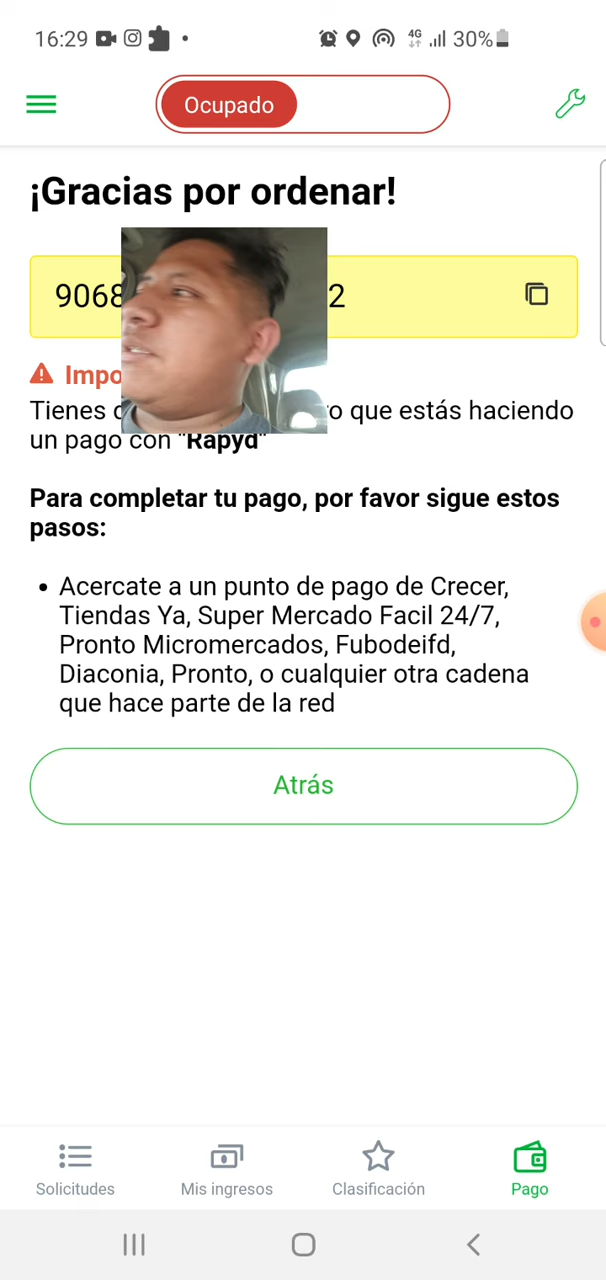 16:29
4G
30%
Ocupado
¡Gracias por ordenar!
9068
2
Tienes
o que estás haciendo
un pago con "Rapyd"
Para completar tu pago, por favor sigue estos
pasos:
• Acercate a un punto de pago de Crecer,
Tiendas Ya, Super Mercado Facil 24/7,
Pronto Micromercados, Fubodeifd,
Diaconia, Pronto, o cualquier otra cadena
que hace parte de la red
Atrás
Solicitudes
Mis ingresos
Clasificación
Pago